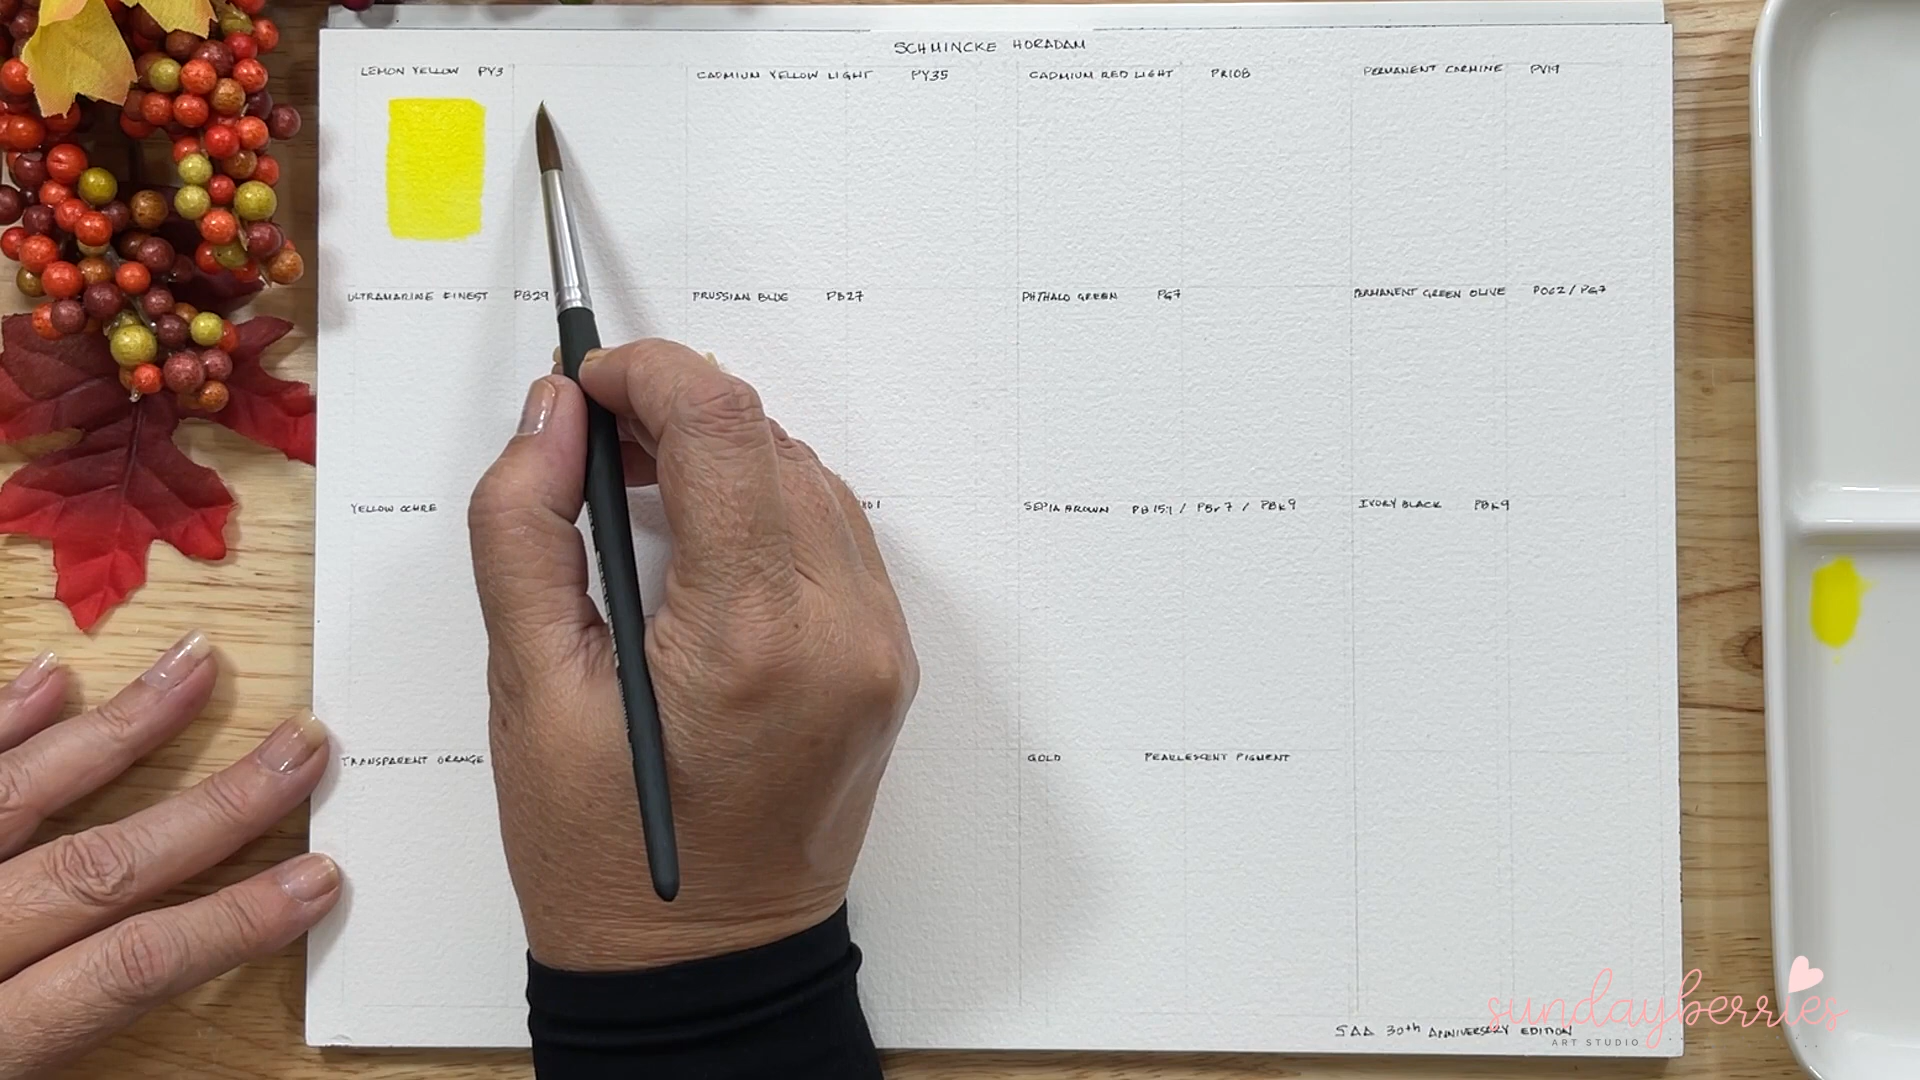 SCHMINCKE HORADAM
LEMON YELLOW PY3
CADMIUM YELLOW LIGHT PY35
CADMIUM RED LIGHT PR108
PERMANENT CARMINE PV19
ULTRAMARINE FINEST PB29
PRUSSIAN BLUE PB27
PHTHALO GREEN PG7
PERMANENT GREEN OLIVE PO62 / PG7
YELLOW OCHRE
SEPIA BROWN PB15:1 / PBr7 / PBk9
IVORY BLACK PBk9
TRANSPARENT ORANGE
GOLD PEARLESCENT PIGMENT
sundayberries
ART STUDIO
SAA 30th ANNIVERSARY EDITION